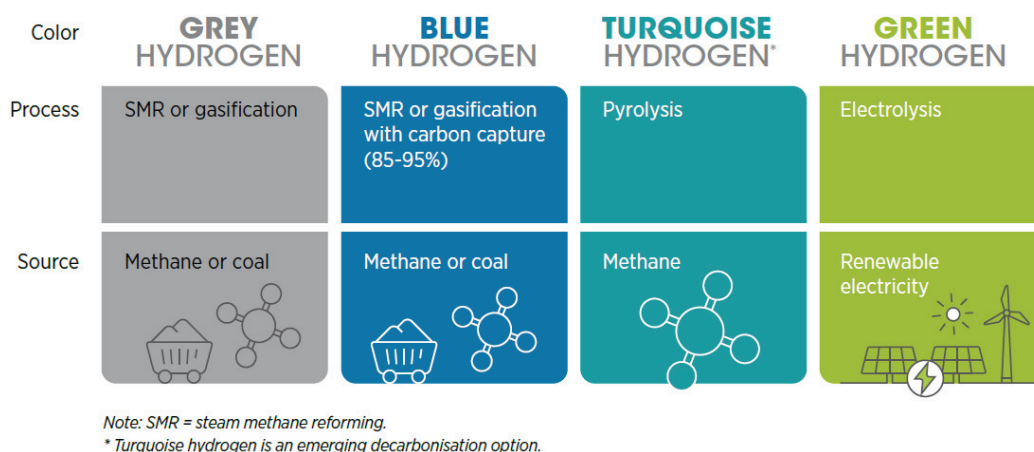 Color
GREY
HYDROGEN
BLUE
HYDROGEN
TURQUOISE
HYDROGEN*
GREEN
HYDROGEN
Process
SMR or gasification
SMR or gasification
with carbon capture
(85-95%)
Pyrolysis
Electrolysis
Source
Methane or coal
Methane or coal
Methane
Renewable
electricity
Note: SMR = steam methane reforming.
* Turquoise hydrogen is an emerging decarbonisation option.